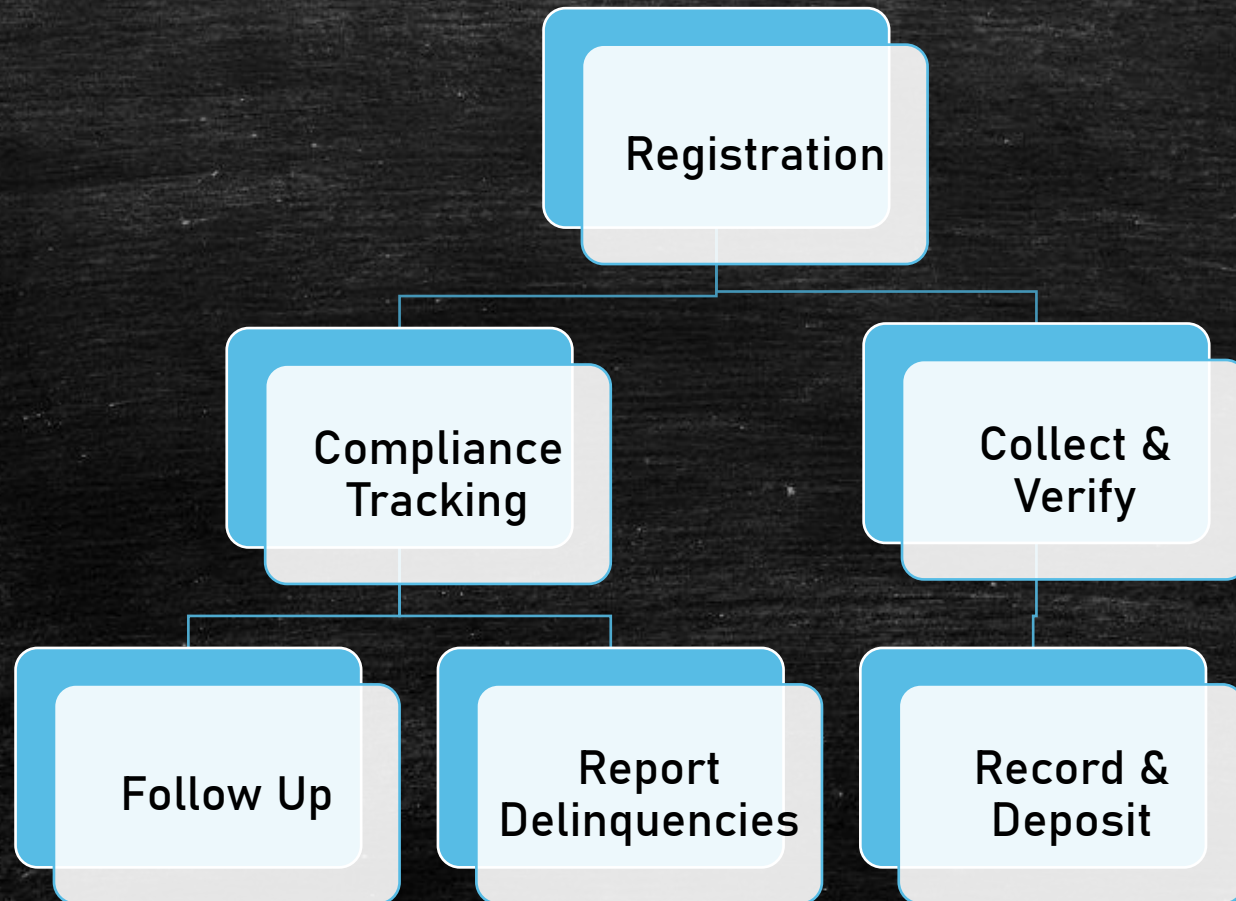 Registration
Compliance
Tracking
Collect &
Verify
Follow Up
Report
Delinquencies
Record &
Deposit